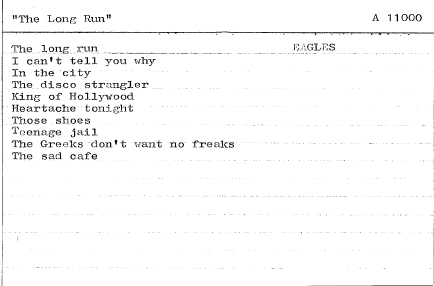 "The Long Run" A 11000
The long run EAGLES
I can't tell you why
In the city
The disco strangler
King of Hollywood
Heartache tonight
Those shoes
Teenage jail
The Greeks don't want no freaks
The sad cafe